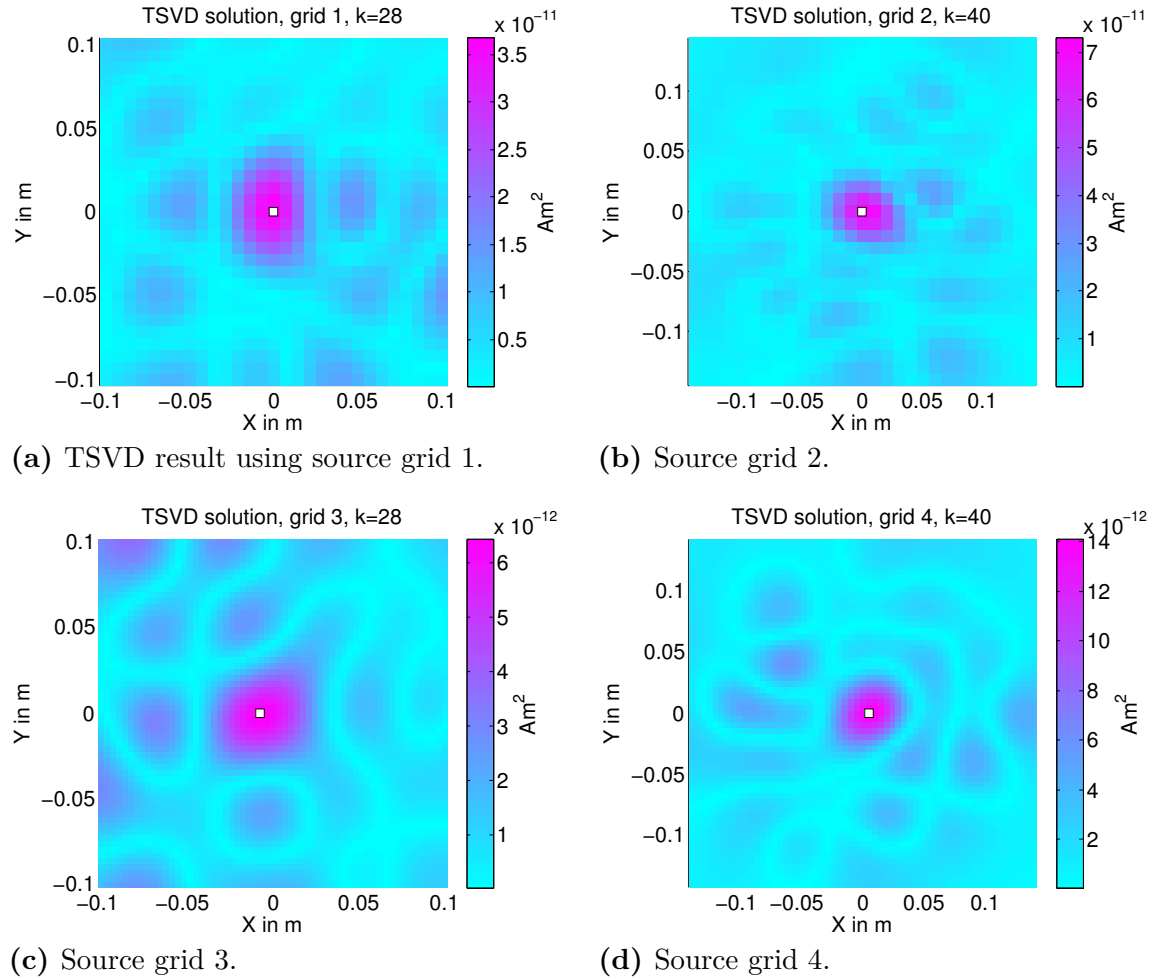 TSVD solution, grid 1, k=28
x 10⁻¹¹
0.1
0.05
0
−0.05
−0.1
Y in m
−0.1 −0.05 0 0.05 0.1
X in m
3.5
3
2.5
2
1.5
1
0.5
Am²
(a) TSVD result using source grid 1.
TSVD solution, grid 2, k=40
x 10⁻¹¹
0.1
0.05
0
−0.05
−0.1
Y in m
−0.1 −0.05 0 0.05 0.1
X in m
7
6
5
4
3
2
1
Am²
(b) Source grid 2.
TSVD solution, grid 3, k=28
x 10⁻¹²
0.1
0.05
0
−0.05
−0.1
Y in m
−0.1 −0.05 0 0.05 0.1
X in m
6
5
4
3
2
1
Am²
(c) Source grid 3.
TSVD solution, grid 4, k=40
x 10⁻¹²
0.1
0.05
0
−0.05
−0.1
Y in m
−0.1 −0.05 0 0.05 0.1
X in m
14
12
10
8
6
4
2
Am²
(d) Source grid 4.